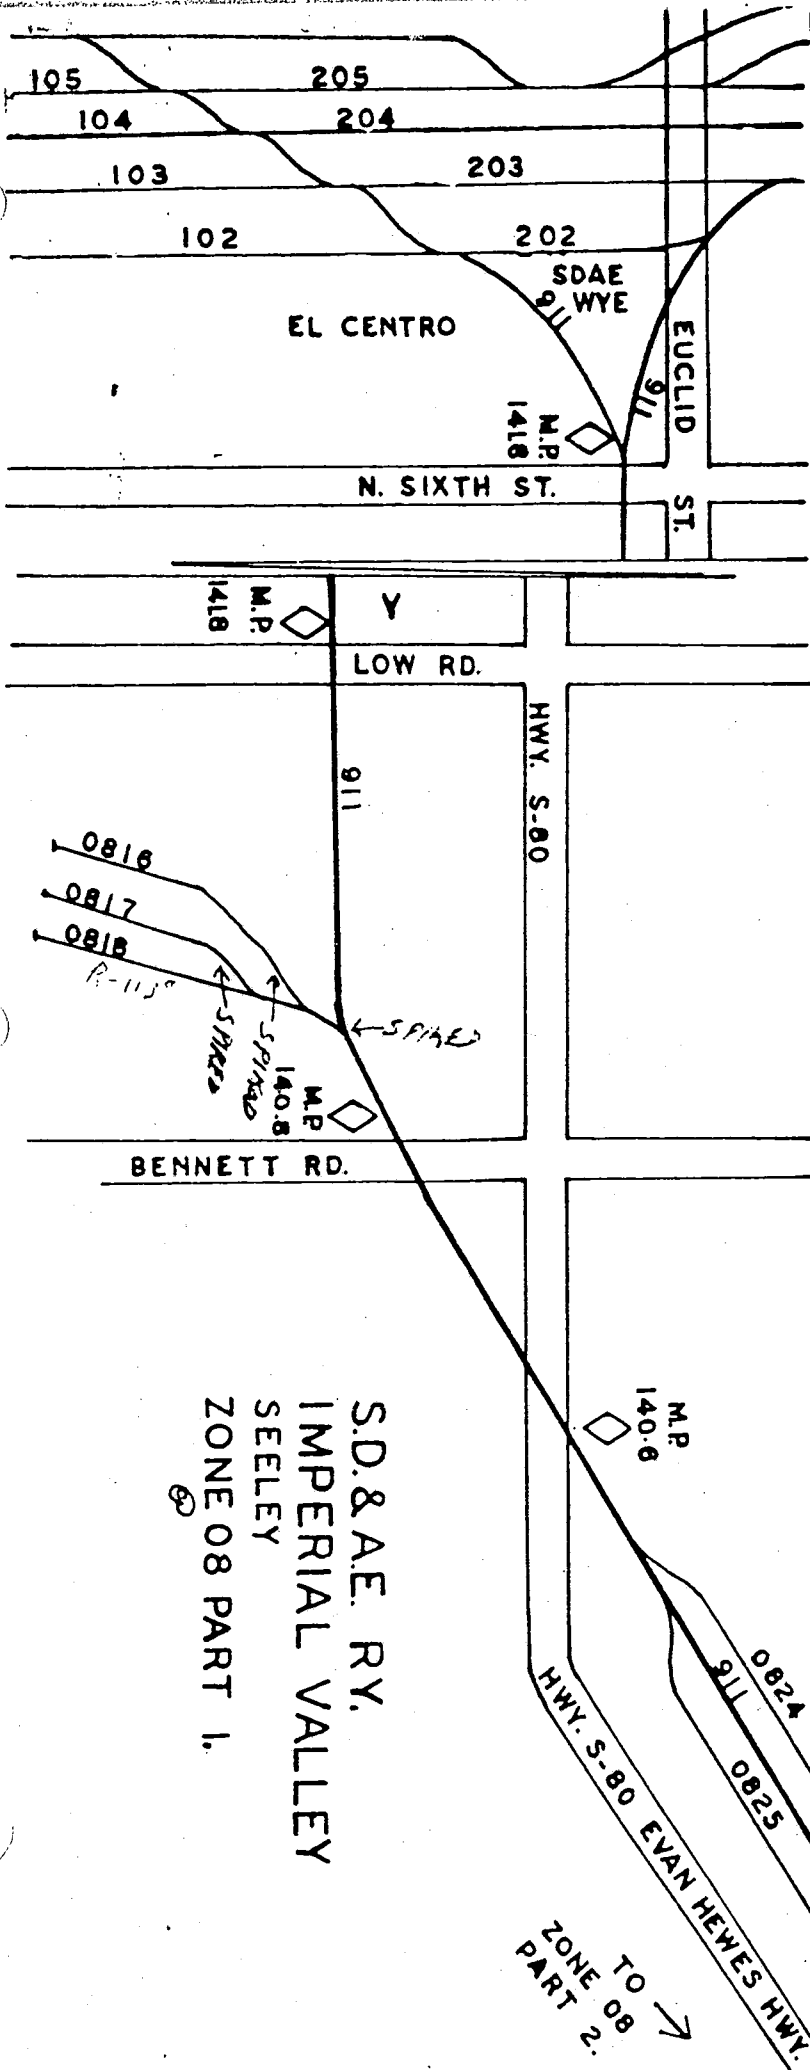 105
205
104
204
103
203
102
202
SDAE
WYE
911
EL CENTRO
911
EUCLID ST.
M.P.
141.8
N. SIXTH ST.
M.P.
141.8
Y
LOW RD.
HWY. S-80
911
0816
0817
0818
SPIKED
SPIKED
SPIKED
M.P.
140.8
BENNETT RD.
M.P.
140.6
S.D.& A.E. RY.
IMPERIAL VALLEY
SEELEY
ZONE 08 PART 1.
0824
911
0825
HWY. S-80 EVAN HEWES HWY.
TO
ZONE 08
PART 2.